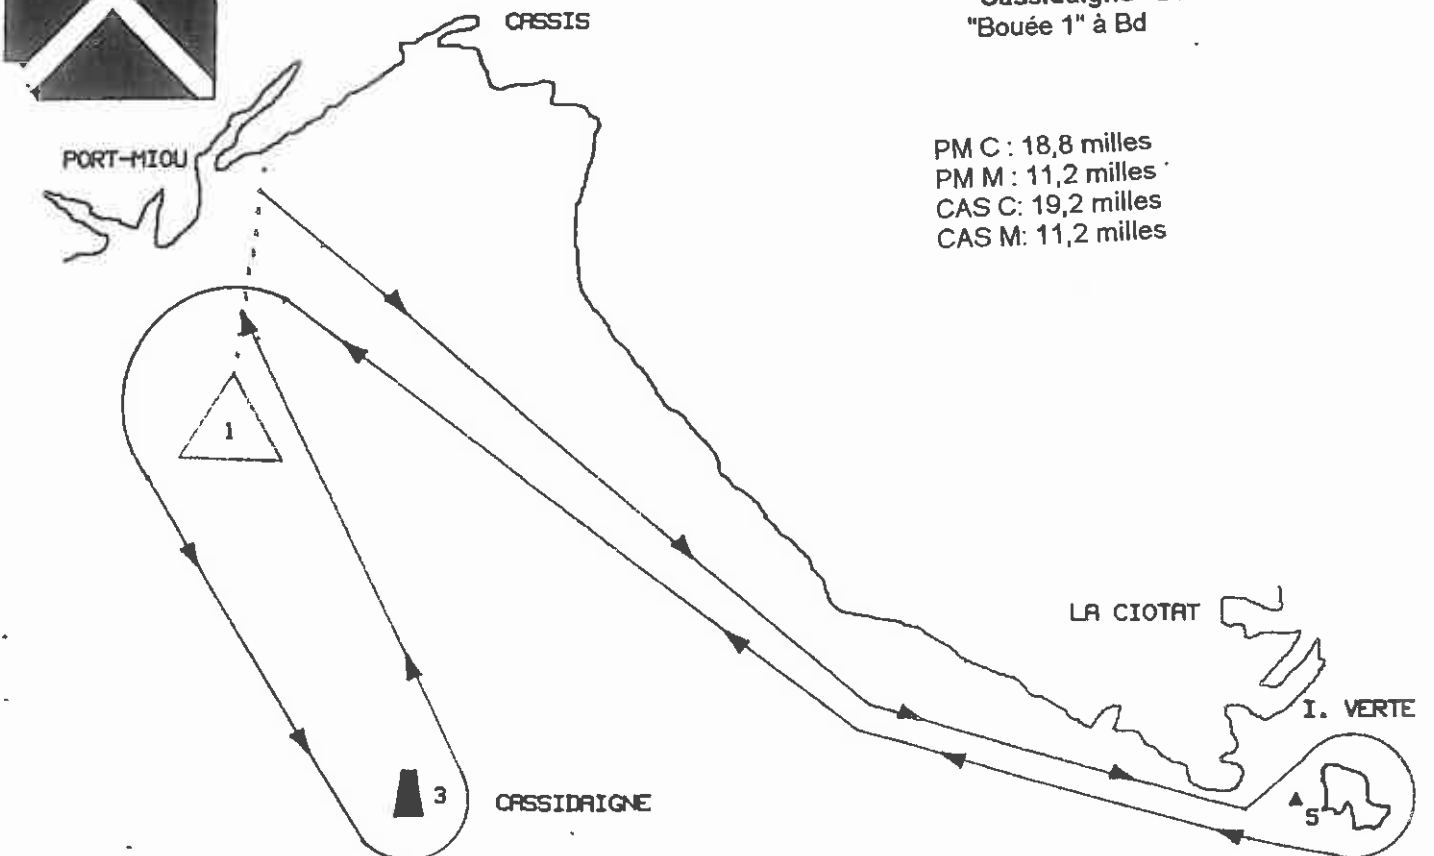 CASSIS
"Cassidaigne"
"Bouée 1" à Bd
PORT-MIOU
PM C : 18,8 milles
PM M : 11,2 milles
CAS C: 19,2 milles
CAS M: 11,2 milles
1
LA CIOTAT
I. VERTE
3
CASSIDAIGNE
5